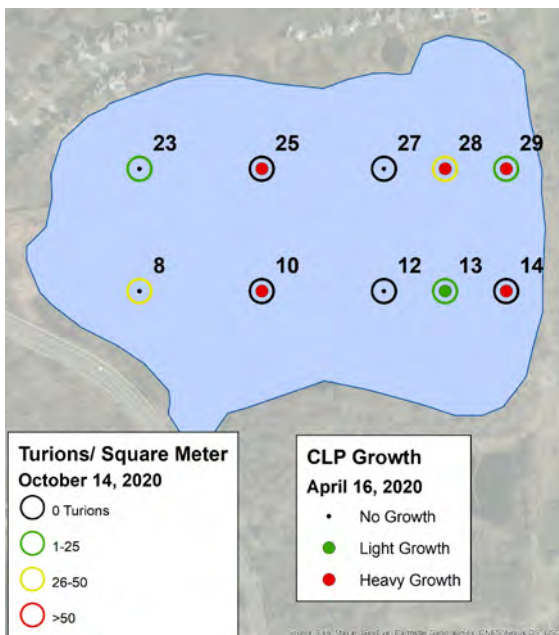 23 25 27 28 29
8 10 12 13 14
Turions/ Square Meter
October 14, 2020
0 Turions
1-25
26-50
>50
CLP Growth
April 16, 2020
No Growth
Light Growth
Heavy Growth